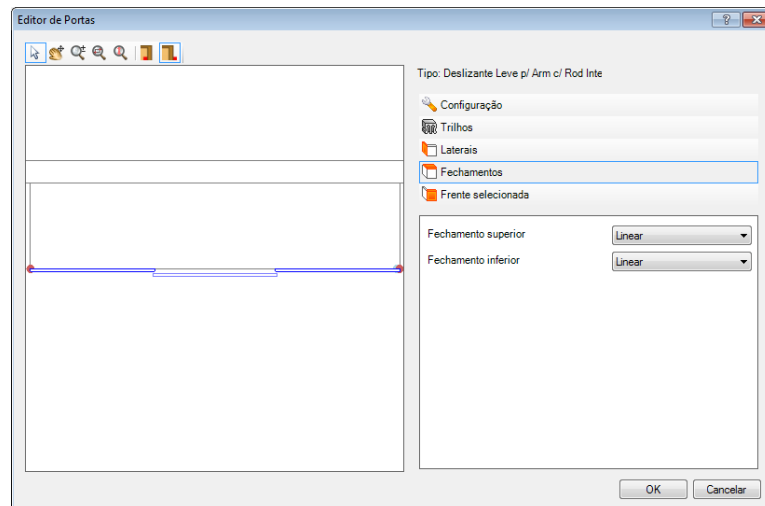 Editor de Portas
Tipo: Deslizante Leve p/ Arm c/ Rod Inte
Configuração
Trilhos
Laterais
Fechamentos
Frente selecionada
Fechamento superior Linear
Fechamento inferior Linear
OK Cancelar